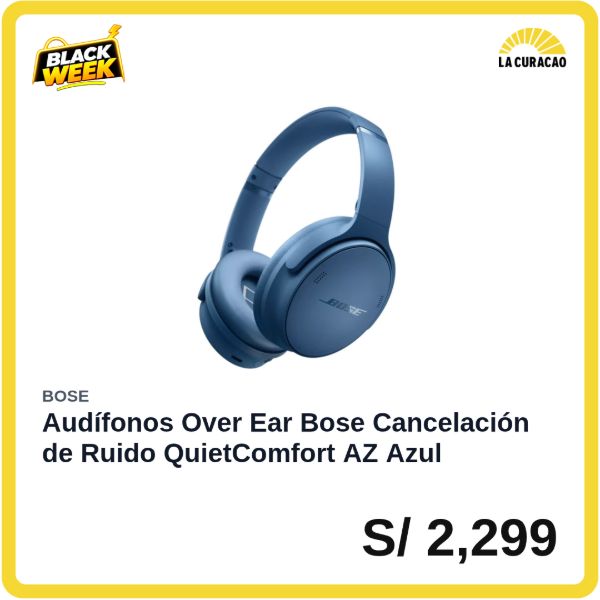 BLACK
WEEK
LA CURACAO
BOSE
BOSE
Audífonos Over Ear Bose Cancelación
de Ruido QuietComfort AZ Azul
S/ 2,299